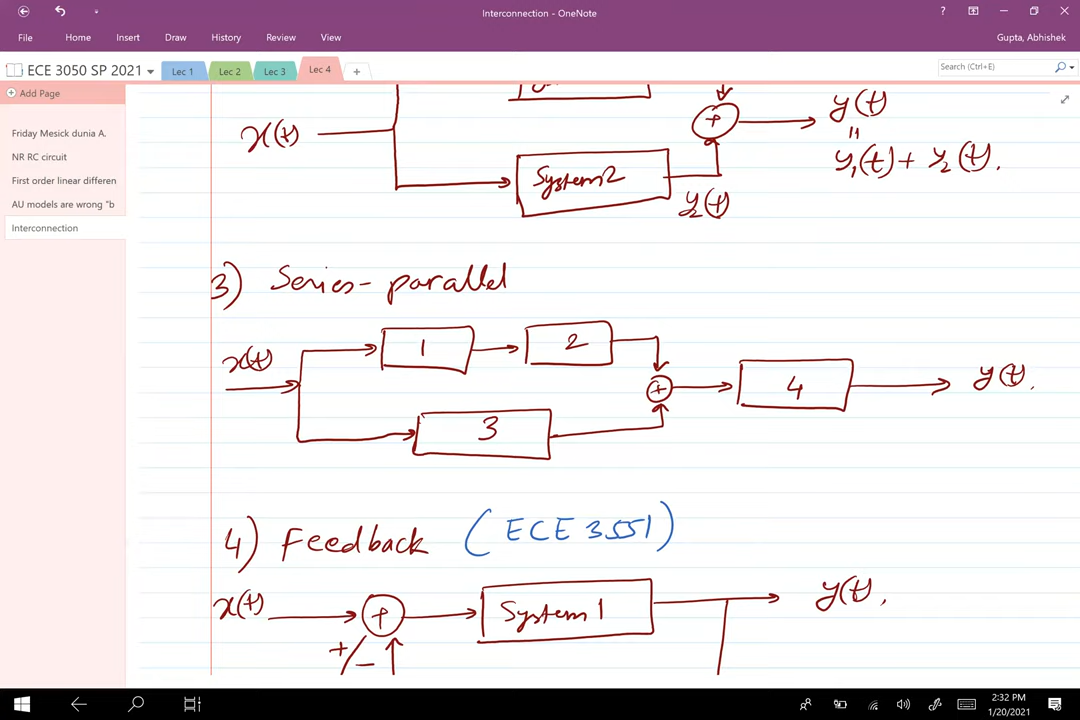 Interconnection - OneNote
File Home Insert Draw History Review View
Gupta, Abhishek
ECE 3050 SP 2021
Lec 1 Lec 2 Lec 3 Lec 4
Search (Ctrl+E)
Add Page
Friday Mesick dunia A.
NR RC circuit
First order linear differen
AU models are wrong "b
Interconnection
x(t)
+
y(t)
=
y1(t) + y2(t).
System 2
y2(t)
3) Series-parallel
x(t)
1
2
+
4
y(t).
3
4) Feedback (ECE 3551)
x(t)
+
System 1
y(t),
+/-
2:32 PM
1/20/2021